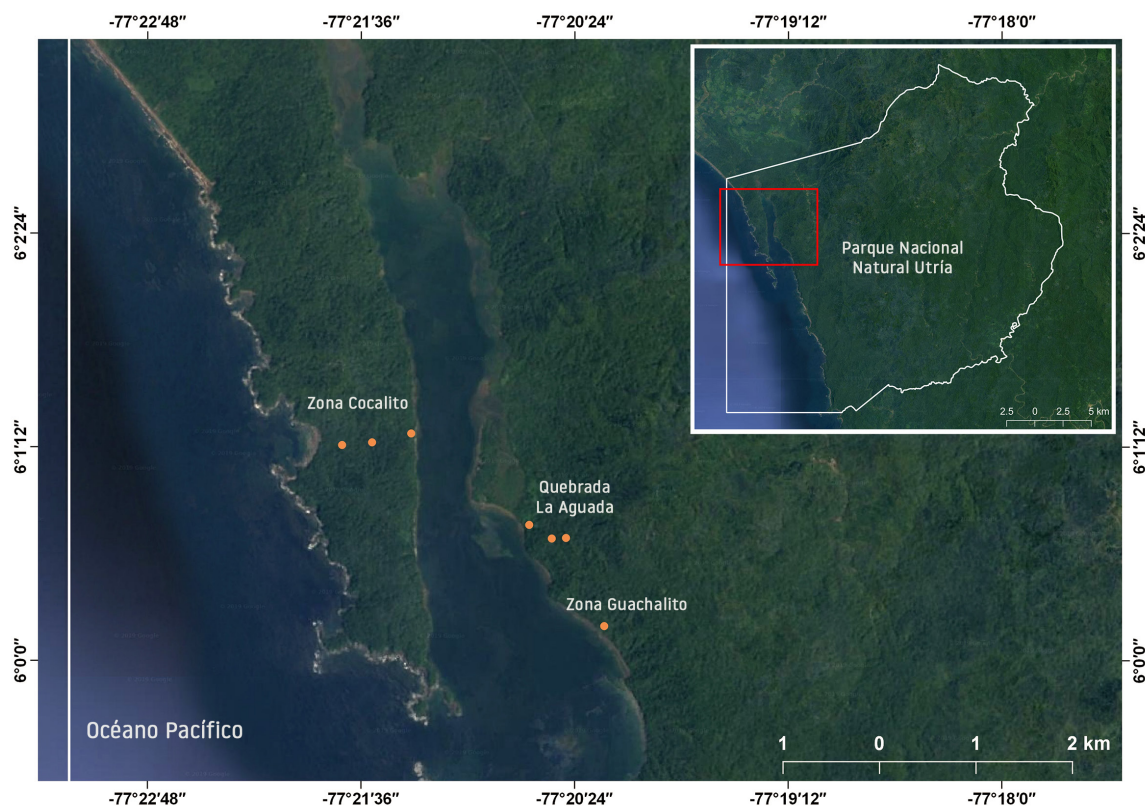 -77°22′48″ -77°21′36″ -77°20′24″ -77°19′12″ -77°18′0″
6°2′24″
6°1′12″
6°0′0″
Parque Nacional
Natural Utría
2.5 0 2.5 5 km
6°2′24″
6°1′12″
6°0′0″
Zona Cocalito
Quebrada
La Aguada
Zona Guachalito
Océano Pacífico
1 0 1 2 km
-77°22′48″ -77°21′36″ -77°20′24″ -77°19′12″ -77°18′0″